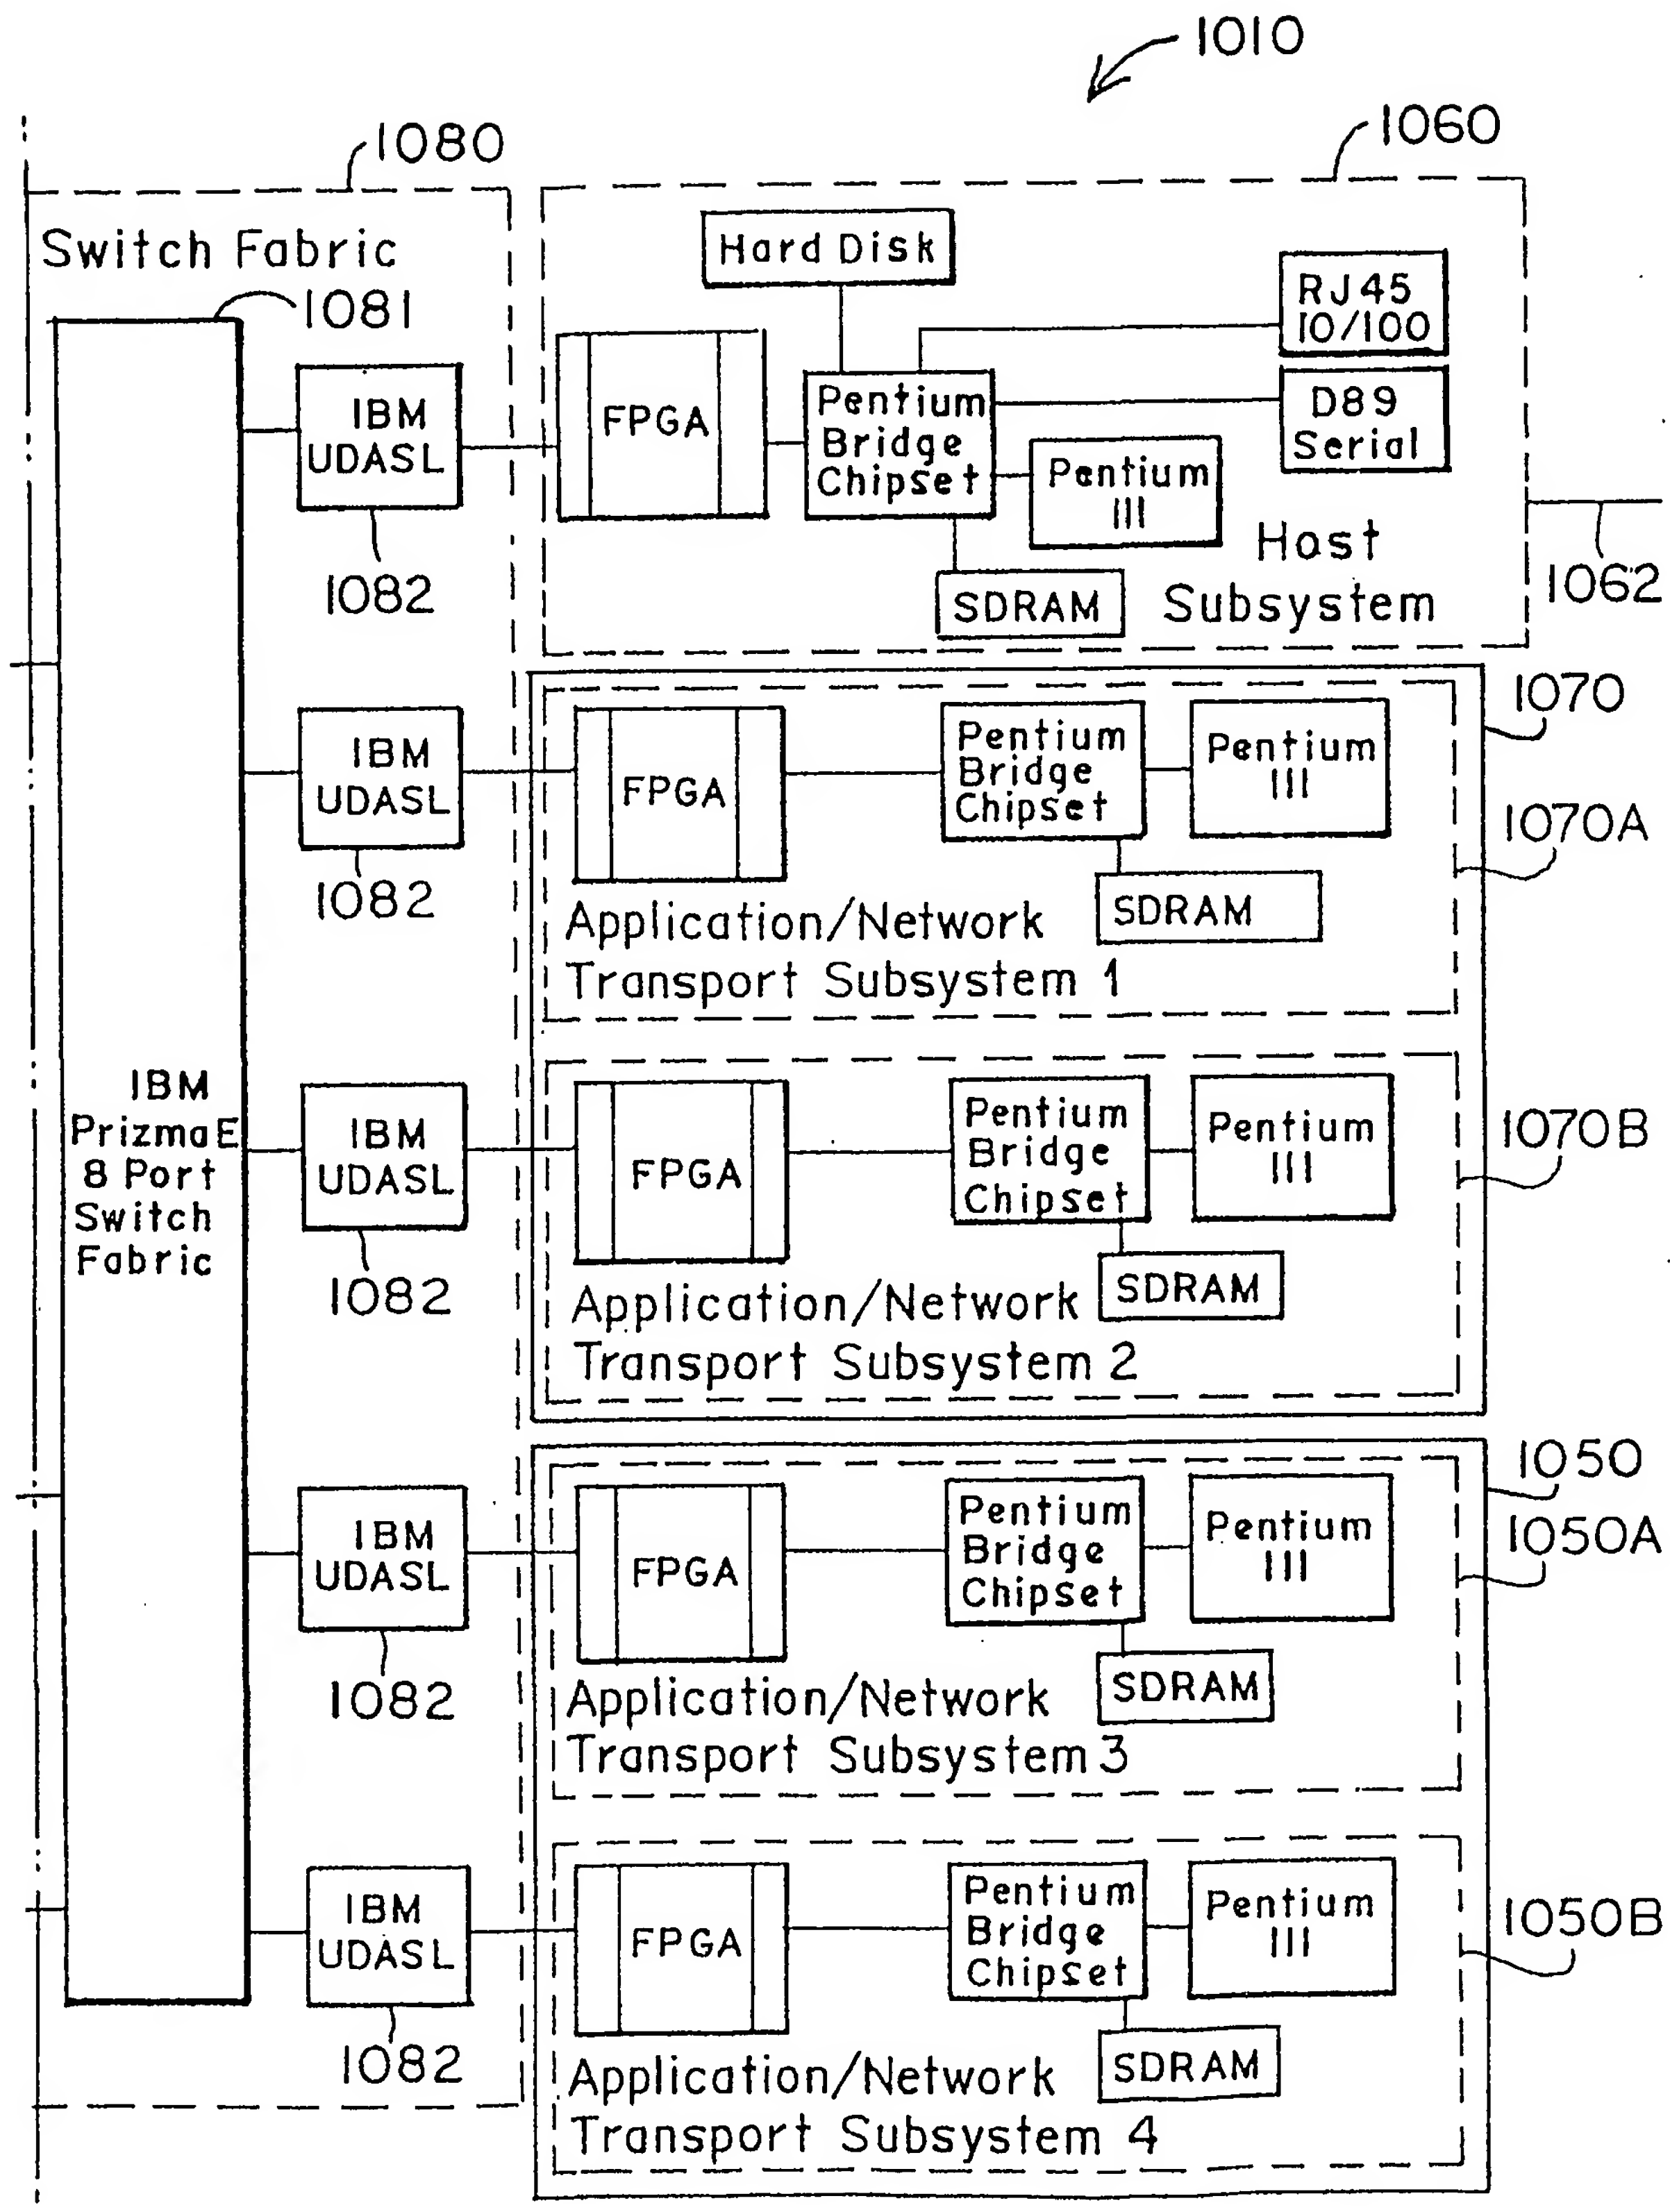 1010
1080
1060
Switch Fabric
1081
Hard Disk
RJ45
10/100
IBM
UDASL
FPGA
Pentium
Bridge
Chipset
D89
Serial
Pentium
III
1082
SDRAM
Host
Subsystem
1062
1070
IBM
UDASL
FPGA
Pentium
Bridge
Chipset
Pentium
III
1070A
1082
SDRAM
Application/Network
Transport Subsystem 1
IBM
PrizmaE
8 Port
Switch
Fabric
IBM
UDASL
FPGA
Pentium
Bridge
Chipset
Pentium
III
1070B
1082
SDRAM
Application/Network
Transport Subsystem 2
1050
IBM
UDASL
FPGA
Pentium
Bridge
Chipset
Pentium
III
1050A
1082
SDRAM
Application/Network
Transport Subsystem 3
IBM
UDASL
FPGA
Pentium
Bridge
Chipset
Pentium
III
1050B
1082
SDRAM
Application/Network
Transport Subsystem 4